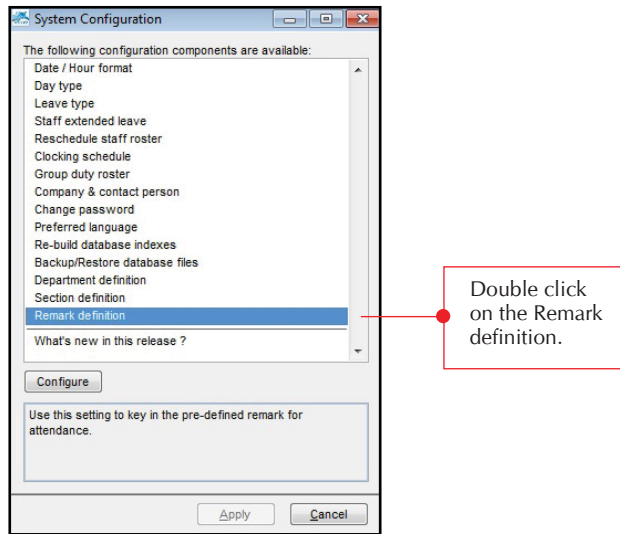 System Configuration
The following configuration components are available:
Date / Hour format
Day type
Leave type
Staff extended leave
Reschedule staff roster
Clocking schedule
Group duty roster
Company & contact person
Change password
Preferred language
Re-build database indexes
Backup/Restore database files
Department definition
Section definition
Remark definition
What's new in this release ?
Configure
Use this setting to key in the pre-defined remark for
attendance.
Apply
Cancel
Double click
on the Remark
definition.